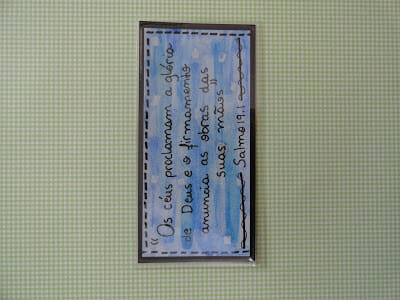 “Os céus proclamam a glória
de Deus e o firmamento
anuncia as obras das
suas mãos”
Salmo 19.1